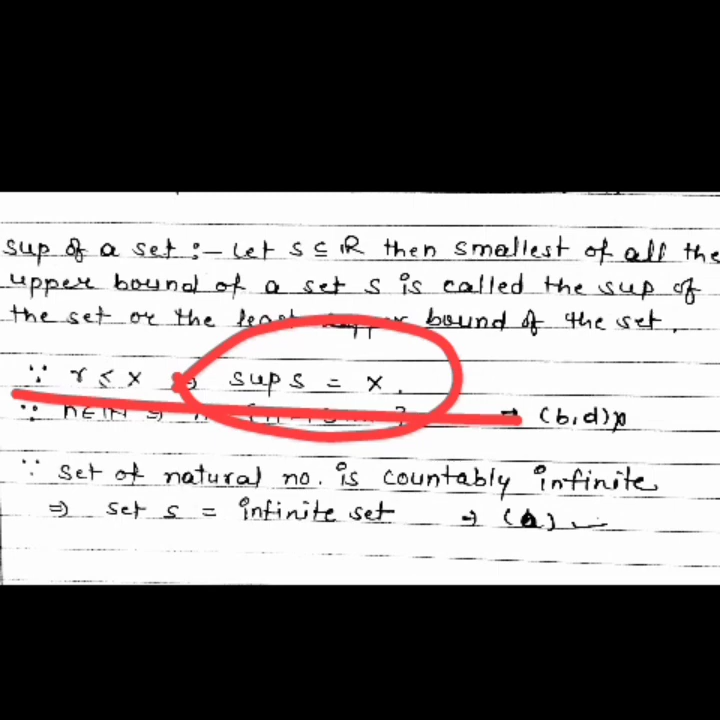 sup of a set :- Let S ⊆ ℝ then smallest of all the
upper bound of a set S is called the sup of
the set or the least upper bound of the set.
∵ r ≤ x ⇒ sup S = x.
∵ n∈ℕ ⇒ → (b,d)
∵ set of natural no. is countably infinite
⇒ set S = infinite set ⇒ (a)